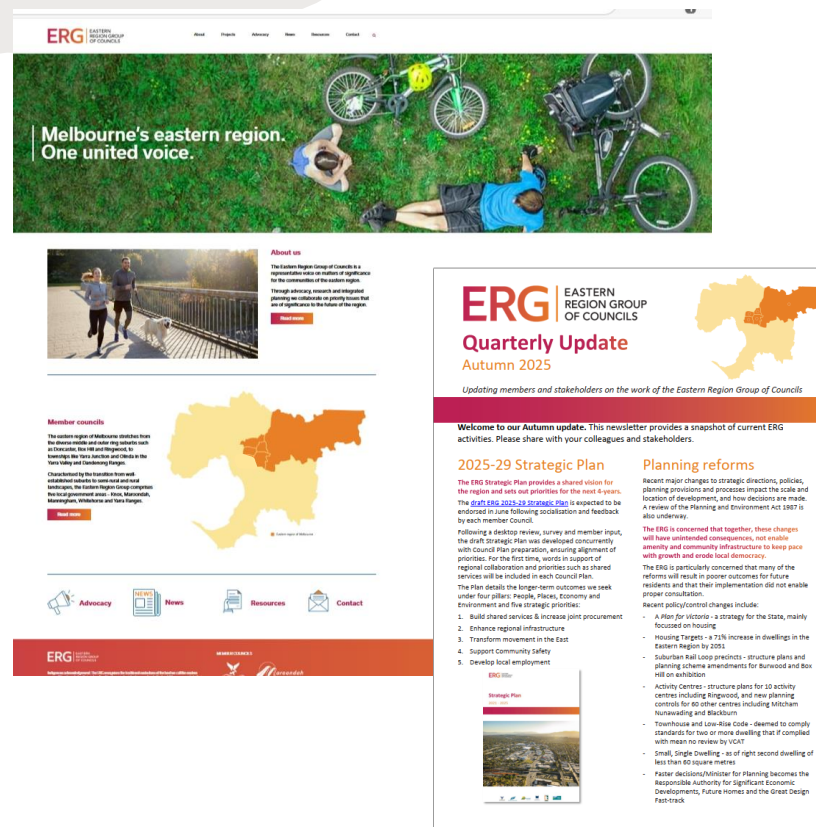 ERG EASTERN
REGION GROUP
OF COUNCILS
About Projects Advocacy News Resources Contact
Melbourne's eastern region.
One united voice.
About us
The Eastern Region Group of Councils is a
representative voice on matters of significance
for the communities of the eastern region.
Through advocacy, research and integrated
planning we collaborate on priority issues that
are of significance to the future of the region.
Read more
Member councils
The eastern region of Melbourne stretches from
the diverse middle and outer ring suburbs such
as Doncaster, Box Hill and Ringwood, to
townships like Yarra Junction and Olinda in the
Yarra Valley and Dandenong Ranges.
Characterised by the transition from well-
established suburbs to semi rural and rural
landscapes, the Eastern Region Group comprises
five local government areas – Knox, Maroondah,
Manningham, Whitehorse and Yarra Ranges.
Read more
Eastern region of Melbourne
Advocacy
NEWS
News
Resources
Contact
ERG
MEMBER COUNCILS
Maroondah
ERG EASTERN
REGION GROUP
OF COUNCILS
Quarterly Update
Autumn 2025
Updating members and stakeholders on the work of the Eastern Region Group of Councils
Welcome to our Autumn update. This newsletter provides a snapshot of current ERG
activities. Please share with your colleagues and stakeholders.
2025-29 Strategic Plan
The ERG Strategic Plan provides a shared vision for
the region and sets out priorities for the next 4-years.
The draft ERG 2025-29 Strategic Plan is expected to be
endorsed in June following socialisation and feedback
by each member Council.
Following a desktop review, survey and member input,
the draft Strategic Plan was developed concurrently
with Council Plan preparation, ensuring alignment of
priorities. For the first time, words in support of
regional collaboration and priorities such as shared
services will be included in each Council Plan.
The Plan details the longer-term outcomes we seek
under four pillars: People, Places, Economy and
Environment and five strategic priorities:
1. Build shared services & increase joint procurement
2. Enhance regional infrastructure
3. Transform movement in the East
4. Support Community Safety
5. Develop local employment
ERG
Strategic Plan
Planning reforms
Recent major changes to strategic directions, policies,
planning provisions and processes impact the scale and
location of development, and how decisions are made.
A review of the Planning and Environment Act 1987 is
also underway.
The ERG is concerned that together, these changes
will have unintended consequences, not enable
amenity and community infrastructure to keep pace
with growth and erode local democracy.
The ERG is particularly concerned that many of the
reforms will result in poorer outcomes for future
residents and that their implementation did not enable
proper consultation.
Recent policy/control changes include:
- A Plan for Victoria - a strategy for the State, mainly
focussed on housing
- Housing Targets - a 71% increase in dwellings in the
Eastern Region by 2051
- Suburban Rail Loop precincts - structure plans and
planning scheme amendments for Burwood and Box
Hill on exhibition
- Activity Centres - structure plans for 10 activity
centres including Ringwood, and new planning
controls for 60 other centres including Mitcham
Nunawading and Blackburn
- Townhouse and Low-Rise Code - deemed to comply
standards for two or more dwelling that if complied
with mean no review by VCAT
- Small, Single Dwelling - as of right second dwelling of
less than 60 square metres
- Faster decisions/Minister for Planning becomes the
Responsible Authority for Significant Economic
Developments, Future Homes and the Great Design
Fast-track